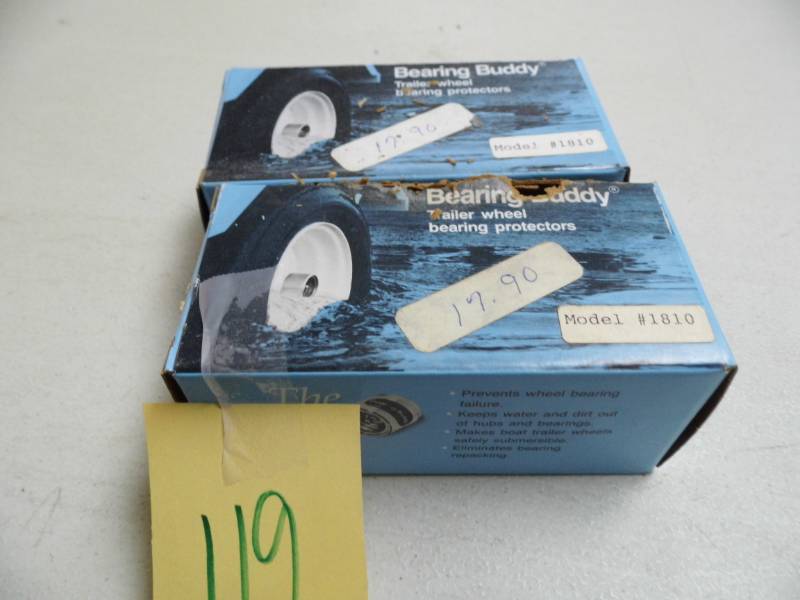 Bearing Buddy®
Trailer wheel
bearing protectors
17.90
Model #1810
Bearing Buddy®
Trailer wheel
bearing protectors
17.90
Model #1810
The
· Prevents wheel bearing
failure.
· Keeps water and dirt out
of hubs and bearings.
· Makes boat trailer wheels
safely submersible.
· Eliminates bearing
repacking.
119